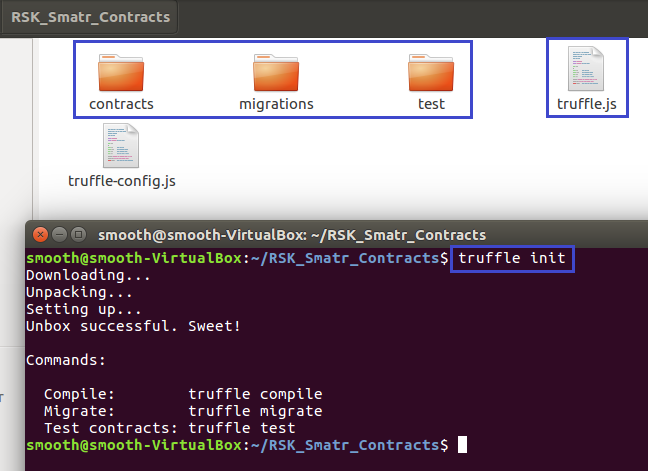 RSK_Smatr_Contracts
contracts migrations test truffle.js
truffle-config.js
smooth@smooth-VirtualBox: ~/RSK_Smatr_Contracts
smooth@smooth-VirtualBox:~/RSK_Smatr_Contracts$ truffle init
Downloading...
Unpacking...
Setting up...
Unbox successful. Sweet!
Commands:
Compile: truffle compile
Migrate: truffle migrate
Test contracts: truffle test
smooth@smooth-VirtualBox:~/RSK_Smatr_Contracts$